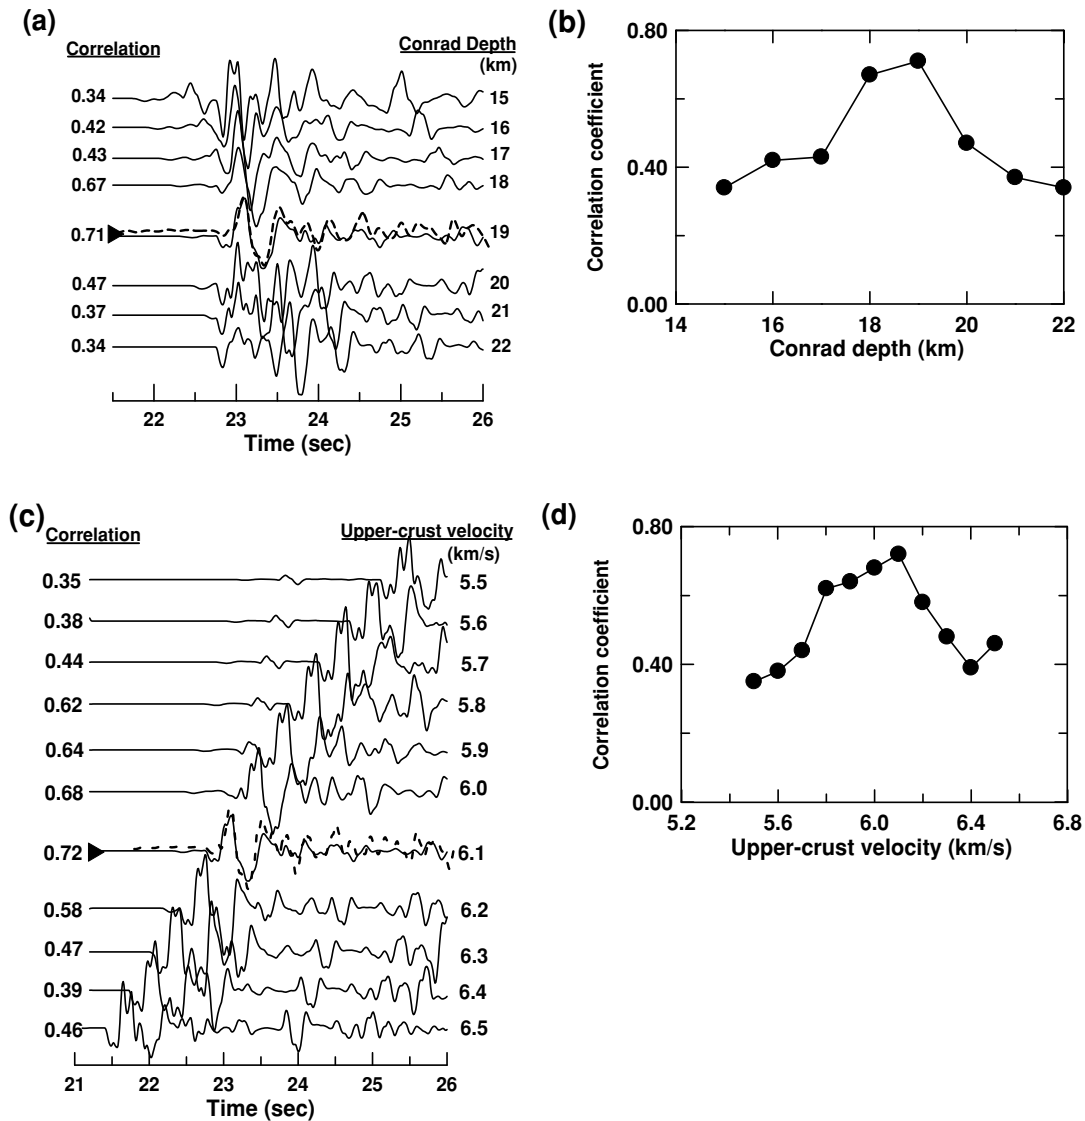 (a)
Correlation
Conrad Depth
(km)
0.34 15
0.42 16
0.43 17
0.67 18
0.71 19
0.47 20
0.37 21
0.34 22
22 23 24 25 26
Time (sec)
(b)
Correlation coefficient
0.80
0.40
0.00
14 16 18 20 22
Conrad depth (km)
(c)
Correlation
Upper-crust velocity
(km/s)
0.35 5.5
0.38 5.6
0.44 5.7
0.62 5.8
0.64 5.9
0.68 6.0
0.72 6.1
0.58 6.2
0.47 6.3
0.39 6.4
0.46 6.5
21 22 23 24 25 26
Time (sec)
(d)
Correlation coefficient
0.80
0.40
0.00
5.2 5.6 6.0 6.4 6.8
Upper-crust velocity (km/s)